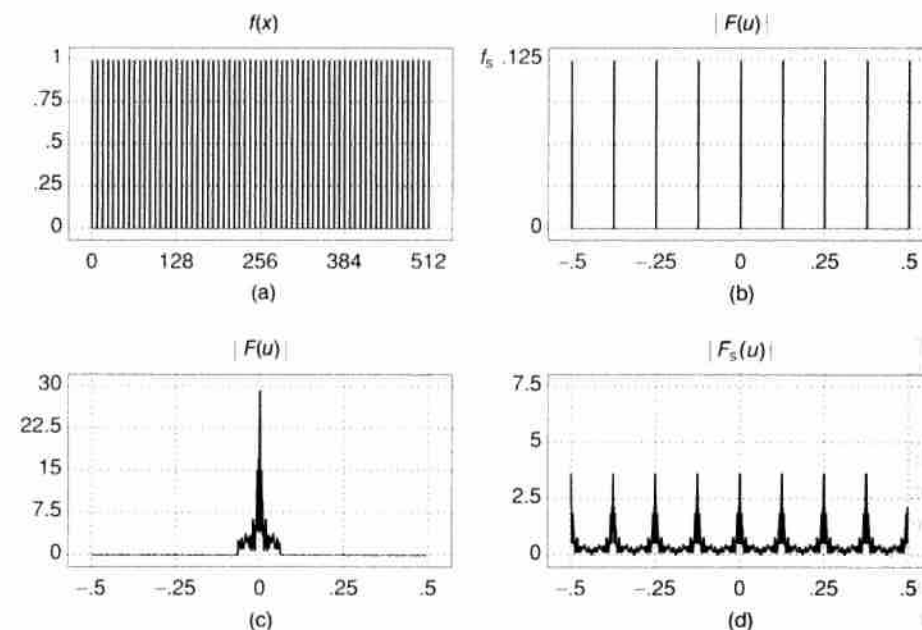 f(x)
1
.75
.5
.25
0
0 128 256 384 512
(a)
| F(u) |
fs .125
0
−.5 −.25 0 .25 .5
(b)
| F(u) |
30
22.5
15
7.5
0
−.5 −.25 0 .25 .5
(c)
| Fs(u) |
7.5
5
2.5
0
−.5 −.25 0 .25 .5
(d)